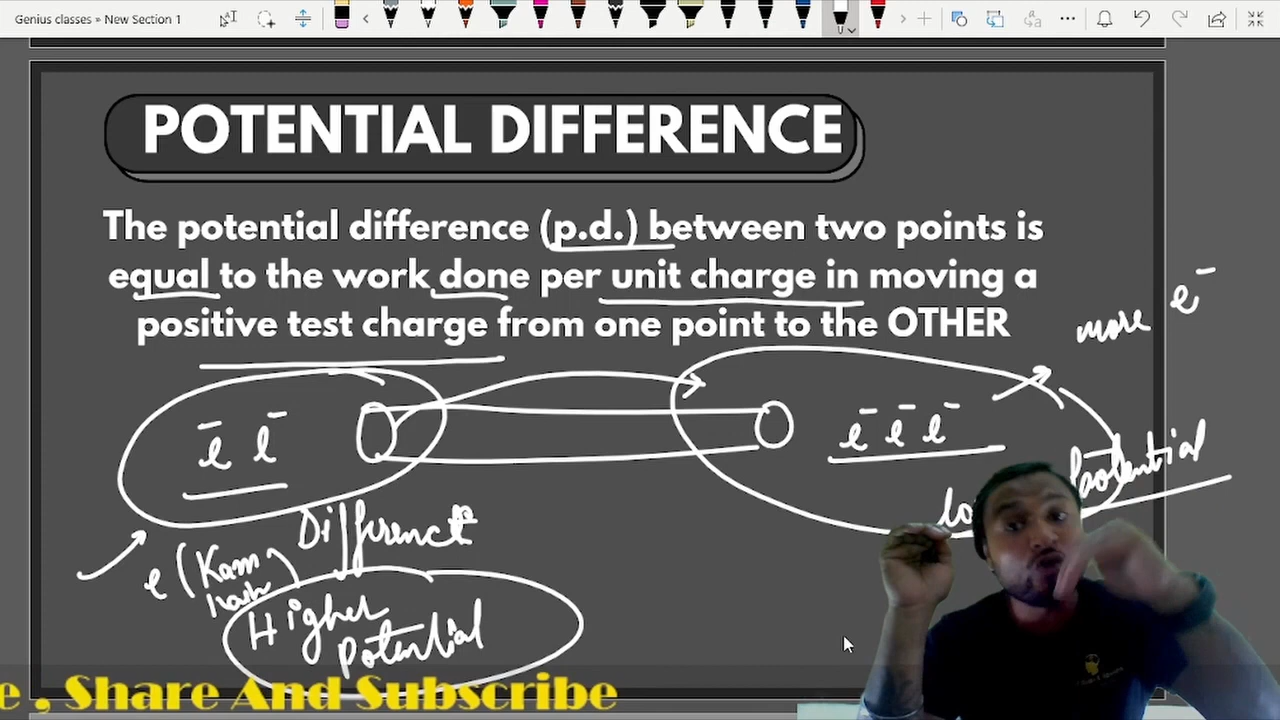 Genius classes » New Section 1
POTENTIAL DIFFERENCE
The potential difference (p.d.) between two points is
equal to the work done per unit charge in moving a
positive test charge from one point to the OTHER
more e⁻
e⁻ e⁻
e⁻ e⁻ e⁻
Potential
Difference
e (Kam
Higher
Potential
e , Share And Subscribe